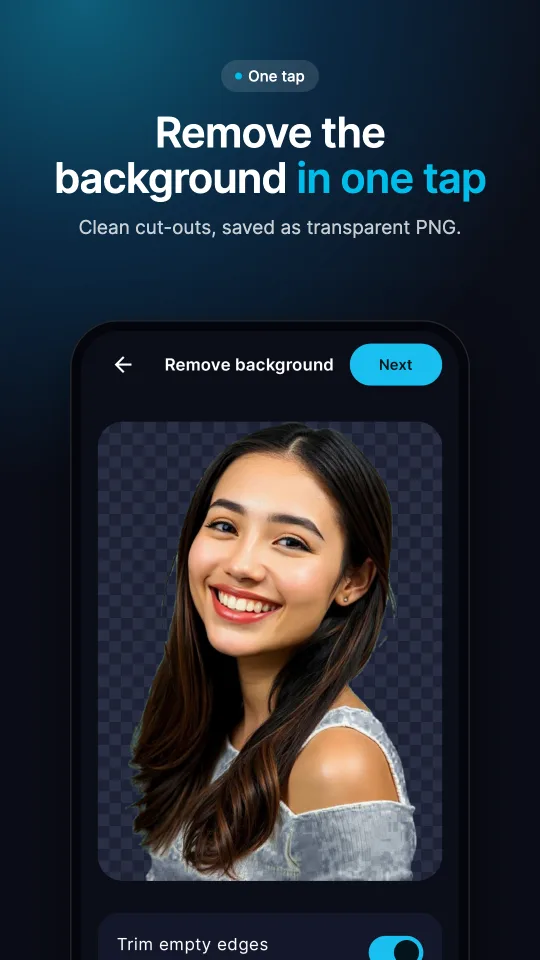 One tap
Remove the
background in one tap
Clean cut-outs, saved as transparent PNG.
Remove background
Next
Trim empty edges